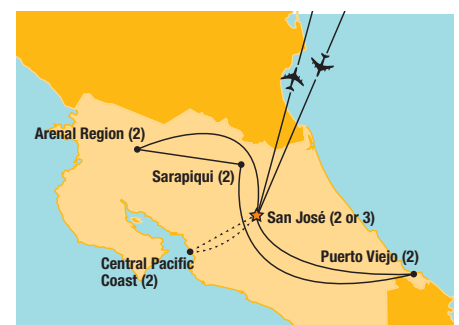 Arenal Region (2)
Sarapiqui (2)
San José (2 or 3)
Puerto Viejo (2)
Central Pacific
Coast (2)